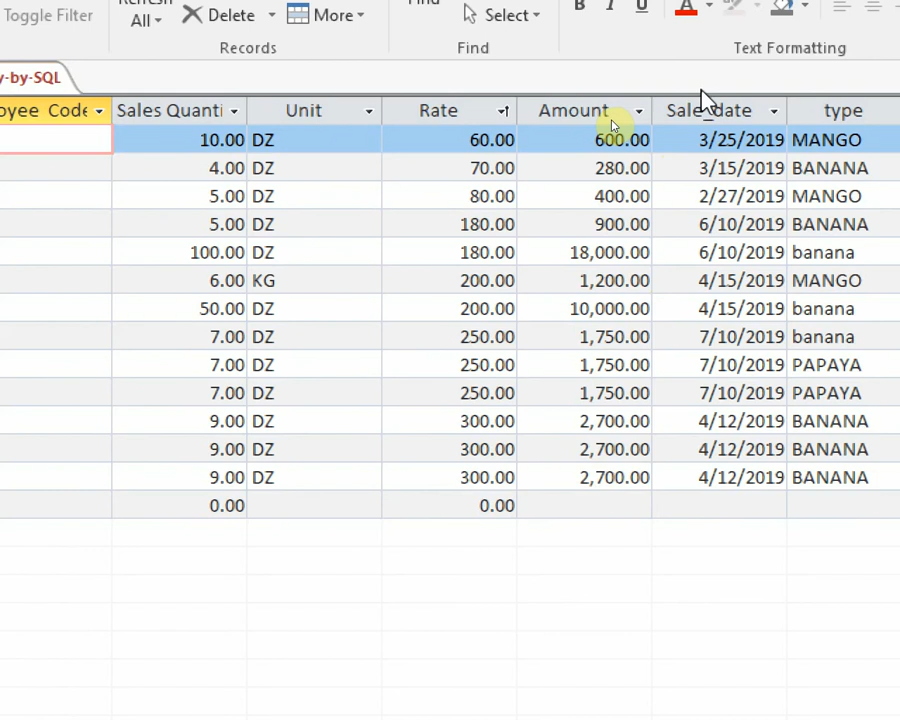 Refresh Find B I U A
Toggle Filter All Delete More Select
Records Find Text Formatting
y-by-SQL
oyee Code Sales Quanti Unit Rate Amount Sale date type
10.00 DZ 60.00 600.00 3/25/2019 MANGO
4.00 DZ 70.00 280.00 3/15/2019 BANANA
5.00 DZ 80.00 400.00 2/27/2019 MANGO
5.00 DZ 180.00 900.00 6/10/2019 BANANA
100.00 DZ 180.00 18,000.00 6/10/2019 banana
6.00 KG 200.00 1,200.00 4/15/2019 MANGO
50.00 DZ 200.00 10,000.00 4/15/2019 banana
7.00 DZ 250.00 1,750.00 7/10/2019 banana
7.00 DZ 250.00 1,750.00 7/10/2019 PAPAYA
7.00 DZ 250.00 1,750.00 7/10/2019 PAPAYA
9.00 DZ 300.00 2,700.00 4/12/2019 BANANA
9.00 DZ 300.00 2,700.00 4/12/2019 BANANA
9.00 DZ 300.00 2,700.00 4/12/2019 BANANA
0.00 0.00